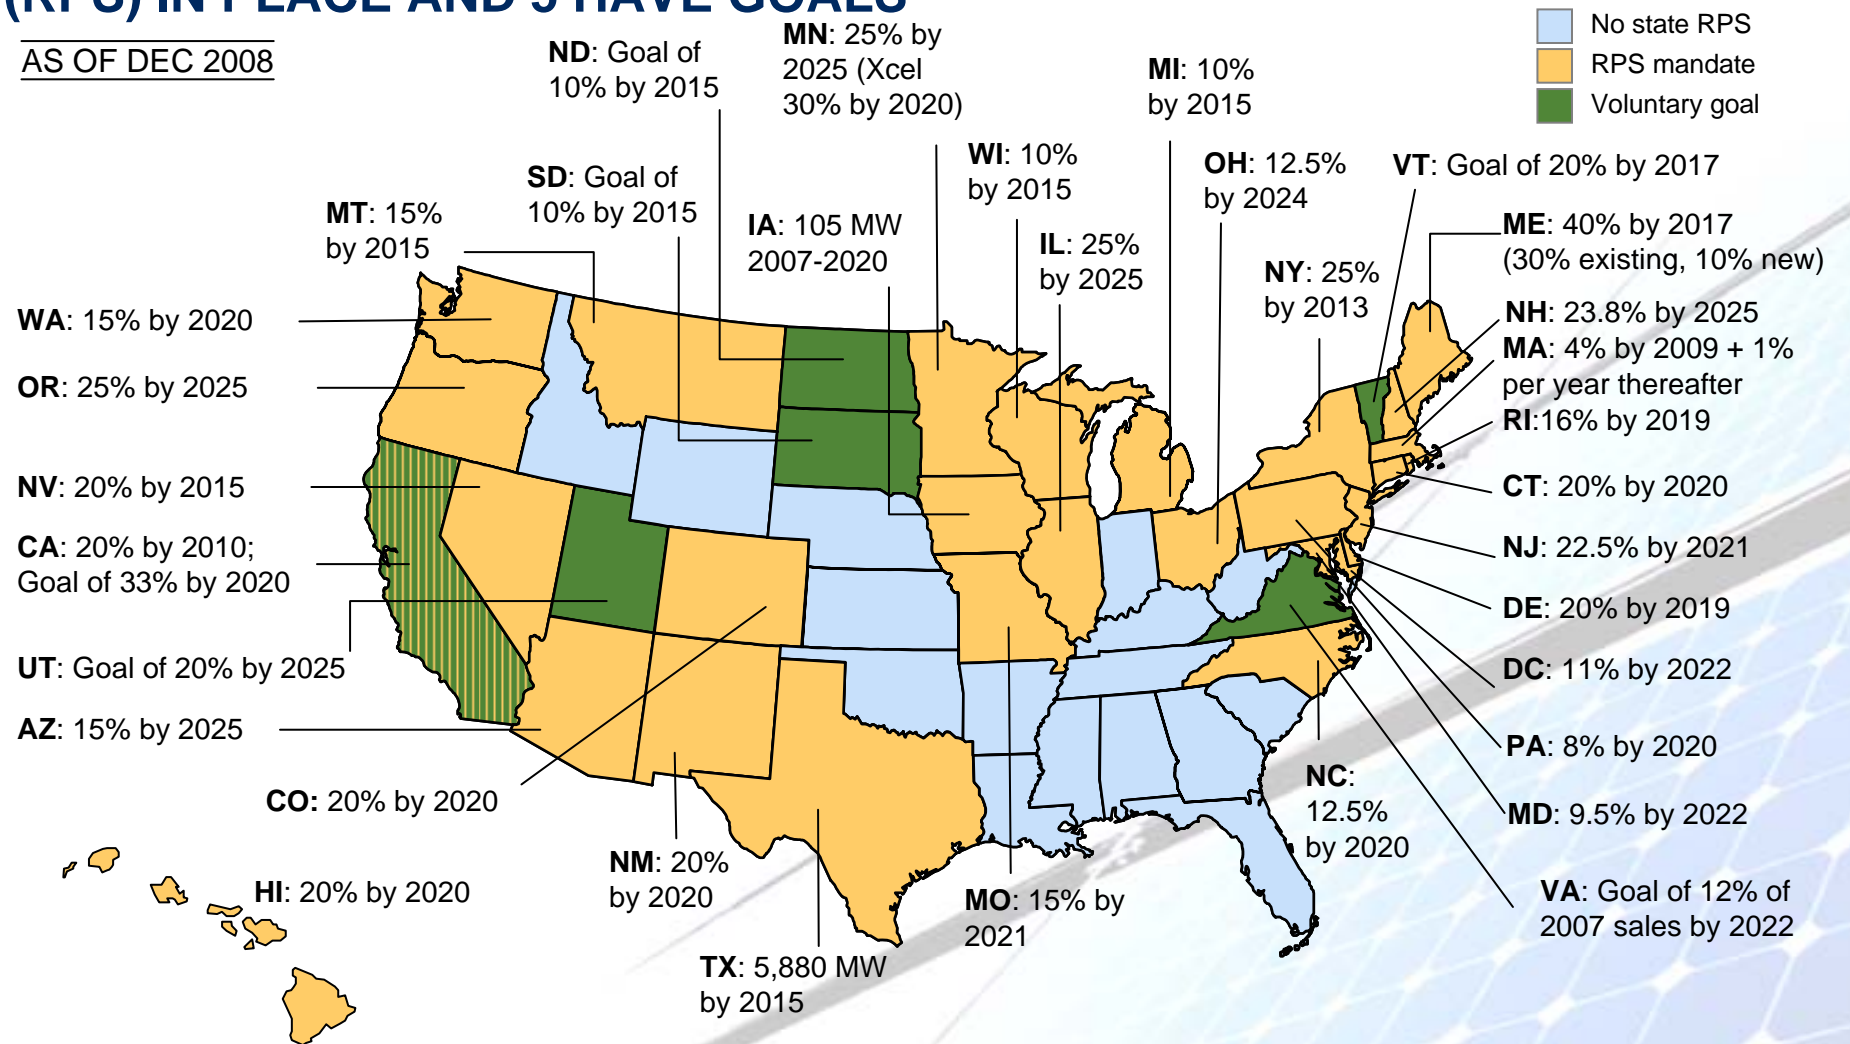 (RPS) IN PLACE AND 5 HAVE GOALS
AS OF DEC 2008
No state RPS
RPS mandate
Voluntary goal
ND: Goal of
10% by 2015
MN: 25% by
2025 (Xcel
30% by 2020)
MI: 10%
by 2015
SD: Goal of
10% by 2015
WI: 10%
by 2015
OH: 12.5%
by 2024
VT: Goal of 20% by 2017
MT: 15%
by 2015
IA: 105 MW
2007-2020
IL: 25%
by 2025
NY: 25%
by 2013
ME: 40% by 2017
(30% existing, 10% new)
WA: 15% by 2020
NH: 23.8% by 2025
MA: 4% by 2009 + 1%
per year thereafter
OR: 25% by 2025
RI:16% by 2019
NV: 20% by 2015
CT: 20% by 2020
CA: 20% by 2010;
Goal of 33% by 2020
NJ: 22.5% by 2021
DE: 20% by 2019
UT: Goal of 20% by 2025
DC: 11% by 2022
AZ: 15% by 2025
PA: 8% by 2020
CO: 20% by 2020
NC:
12.5%
by 2020
MD: 9.5% by 2022
HI: 20% by 2020
NM: 20%
by 2020
MO: 15% by
2021
VA: Goal of 12% of
2007 sales by 2022
TX: 5,880 MW
by 2015